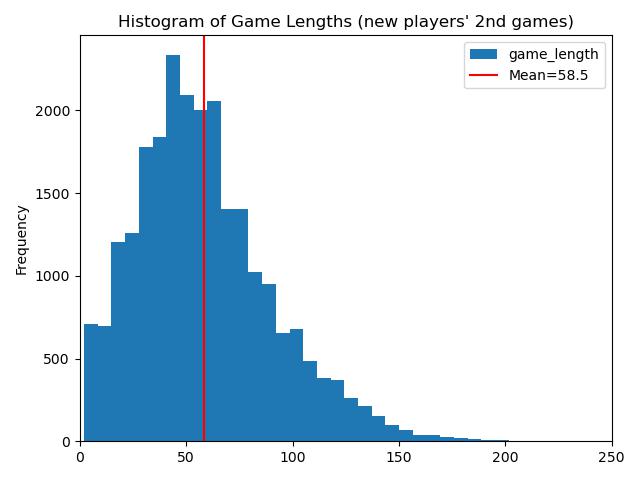 Histogram of Game Lengths (new players' 2nd games)
game_length
Mean=58.5
Frequency
2000
1500
1000
500
0
0 50 100 150 200 250